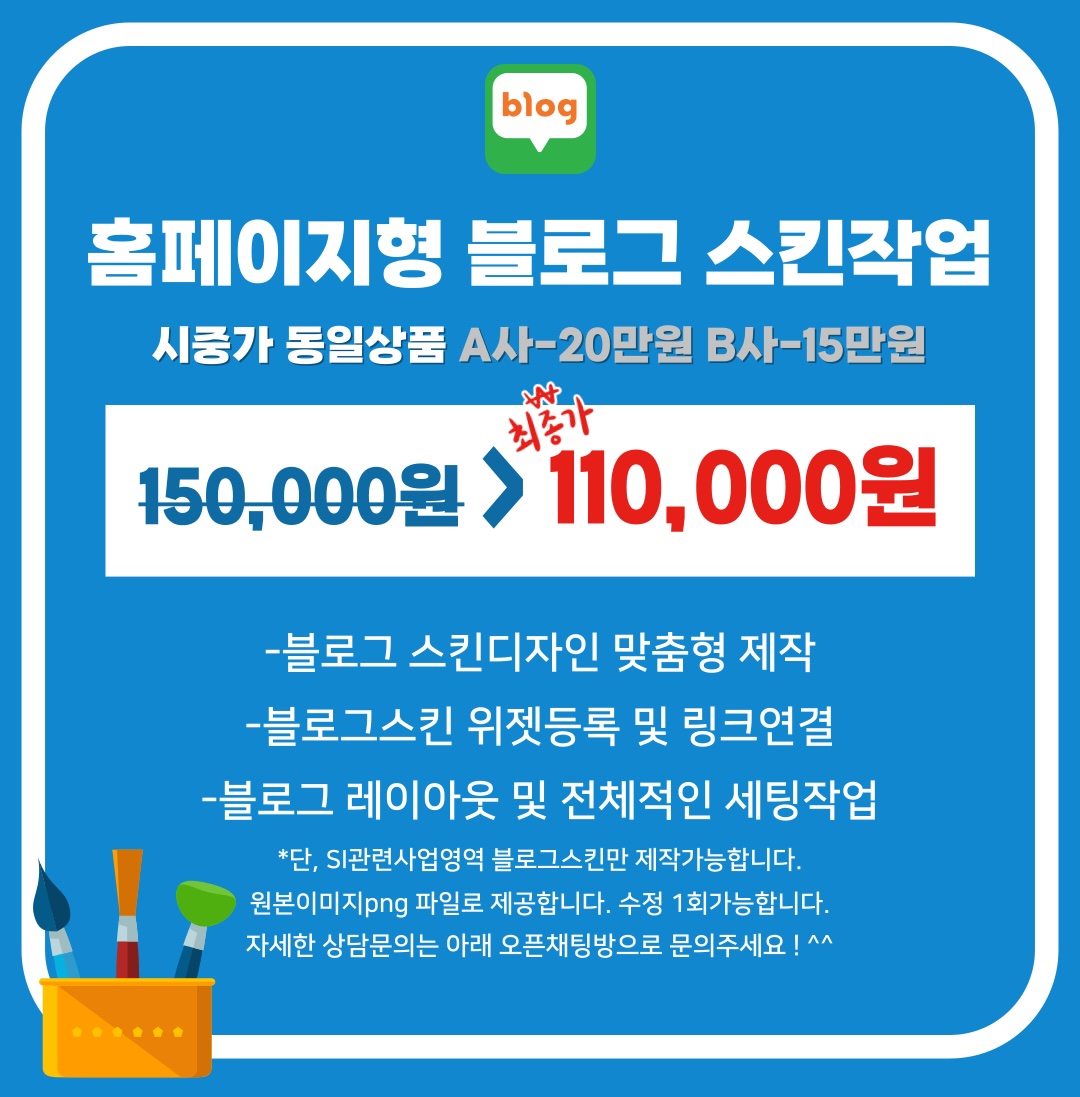 blog
홈페이지형 블로그 스킨작업
시중가 동일상품 A사-20만원 B사-15만원
₩
최종가
150,000원 > 110,000원
-블로그 스킨디자인 맞춤형 제작
-블로그스킨 위젯등록 및 링크연결
-블로그 레이아웃 및 전체적인 세팅작업
*단, SI관련사업영역 블로그스킨만 제작가능합니다.
원본이미지png 파일로 제공합니다. 수정 1회가능합니다.
자세한 상담문의는 아래 오픈채팅방으로 문의주세요 ! ^^